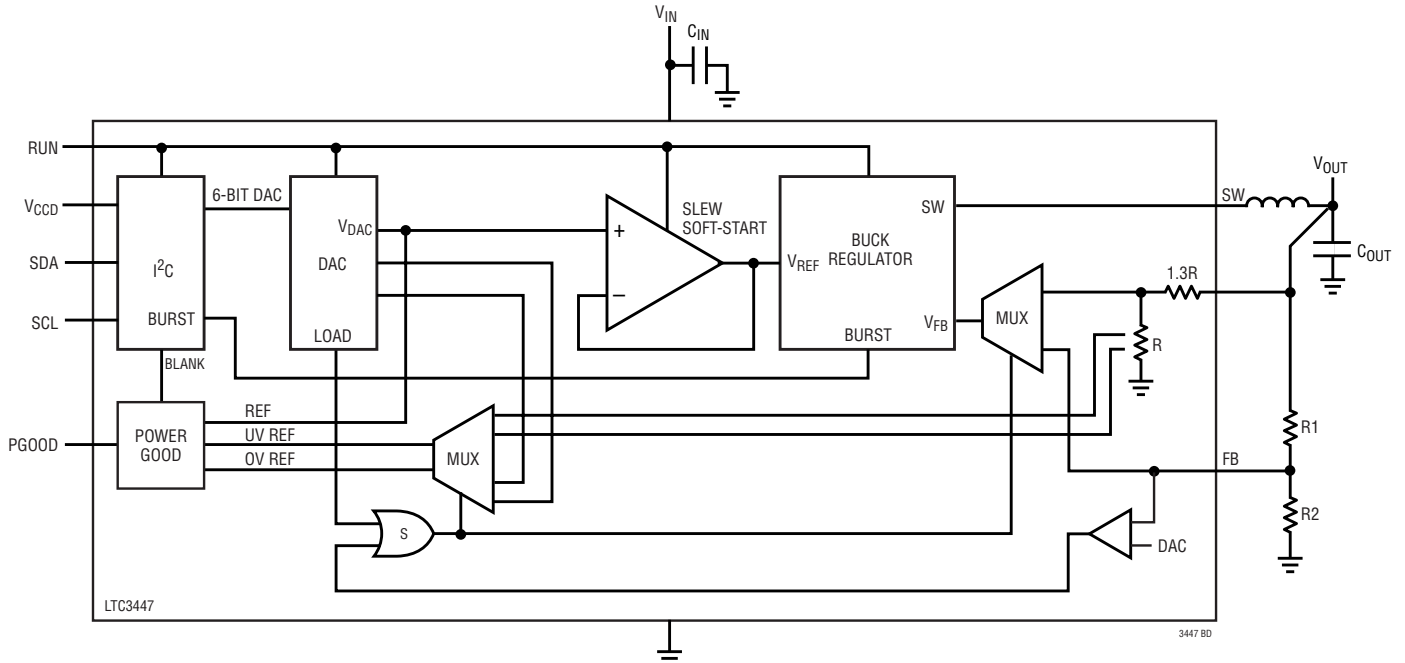 VIN
CIN
RUN
VCCD
SDA
SCL
PGOOD
I2C
BURST
6-BIT DAC
BLANK
VDAC
DAC
LOAD
+
–
SLEW
SOFT-START
SW
BUCK
REGULATOR
VREF
VFB
BURST
MUX
1.3R
R
SW
VOUT
COUT
R1
FB
R2
POWER
GOOD
REF
UV REF
OV REF
MUX
S
DAC
LTC3447
3447 BD